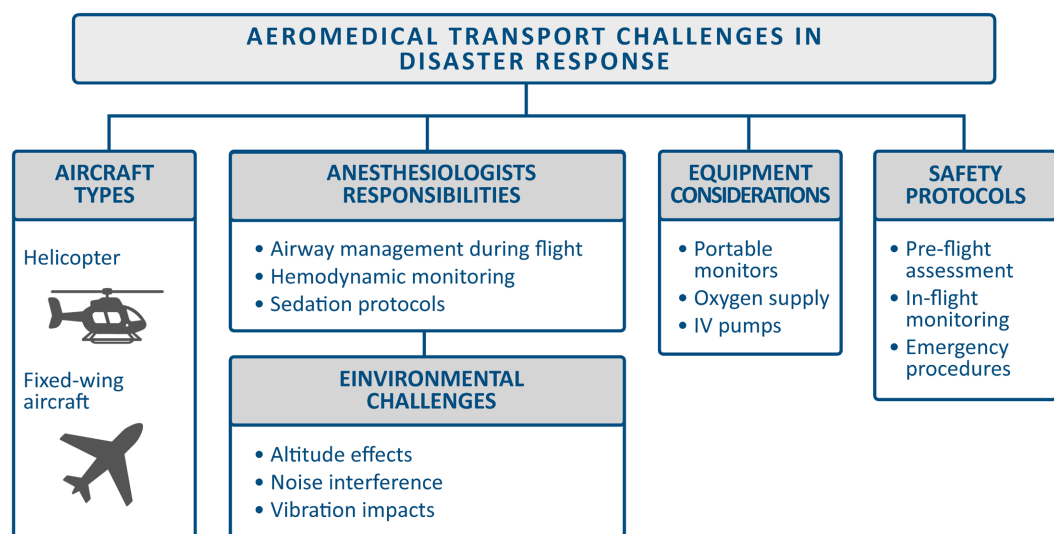 AEROMEDICAL TRANSPORT CHALLENGES IN
DISASTER RESPONSE
AIRCRAFT
TYPES
Helicopter
Fixed-wing
aircraft
ANESTHESIOLOGISTS
RESPONSIBILITIES
• Airway management during flight
• Hemodynamic monitoring
• Sedation protocols
EINVIRONMENTAL
CHALLENGES
• Altitude effects
• Noise interference
• Vibration impacts
EQUIPMENT
CONSIDERATIONS
• Portable
monitors
• Oxygen supply
• IV pumps
SAFETY
PROTOCOLS
• Pre-flight
assessment
• In-flight
monitoring
• Emergency
procedures